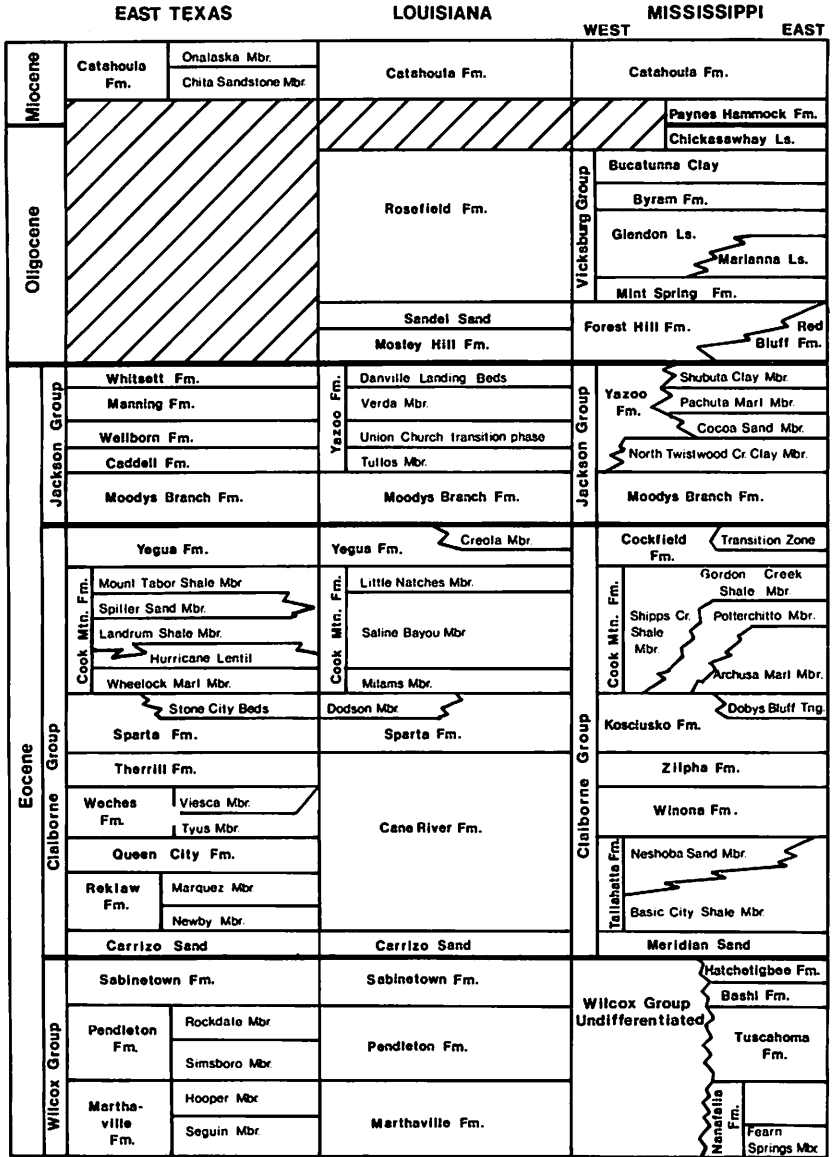 EAST TEXAS
LOUISIANA
MISSISSIPPI
WEST
EAST
Miocene
Oligocene
Eocene
Catahoula
Fm.
Onalaska Mbr.
Chita Sandstone Mbr.
Jackson Group
Whitsett Fm.
Manning Fm.
Wellborn Fm.
Caddell Fm.
Moodys Branch Fm.
Claiborne Group
Yegua Fm.
Cook Mtn. Fm.
Mount Tabor Shale Mbr
Spiller Sand Mbr.
Landrum Shale Mbr.
Hurricane Lentil
Wheelock Marl Mbr.
Stone City Beds
Sparta Fm.
Therrill Fm.
Weches
Fm.
Viesca Mbr.
Tyus Mbr.
Queen City Fm.
Reklaw
Fm.
Marquez Mbr.
Newby Mbr.
Carrizo Sand
Wilcox Group
Sabinetown Fm.
Pendleton
Fm.
Rockdale Mbr.
Simsboro Mbr.
Martha-
ville
Fm.
Hooper Mbr.
Seguin Mbr.
Catahoula Fm.
Rosefield Fm.
Sandel Sand
Mosley Hill Fm.
Yazoo Fm.
Danville Landing Beds
Verda Mbr.
Union Church transition phase
Tullos Mbr.
Moodys Branch Fm.
Yegua Fm.
Creola Mbr.
Cook Mtn. Fm.
Little Natches Mbr.
Saline Bayou Mbr
Milams Mbr.
Dodson Mbr.
Sparta Fm.
Cane River Fm.
Carrizo Sand
Sabinetown Fm.
Pendleton Fm.
Marthaville Fm.
Catahoula Fm.
Paynes Hammock Fm.
Chickasawhay Ls.
Vicksburg Group
Bucatunna Clay
Byram Fm.
Glendon Ls.
Marianna Ls.
Mint Spring Fm.
Forest Hill Fm.
Red
Bluff Fm.
Jackson Group
Yazoo
Fm.
Shubuta Clay Mbr.
Pachuta Marl Mbr.
Cocoa Sand Mbr.
North Twistwood Cr. Clay Mbr.
Moodys Branch Fm.
Claiborne Group
Cockfield
Fm.
Transition Zone
Cook Mtn. Fm.
Gordon Creek
Shale Mbr.
Shipps Cr.
Shale
Mbr.
Potterchitto Mbr.
Archusa Marl Mbr.
Kosciusko Fm.
Dobys Bluff Tng.
Zilpha Fm.
Winona Fm.
Tallahatta Fm.
Neshoba Sand Mbr.
Basic City Shale Mbr.
Meridian Sand
Wilcox Group
Undifferentiated
Hatchetigbee Fm.
Bashi Fm.
Tuscahoma
Fm.
Nanafalia
Fm.
Fearn
Springs Mbr.